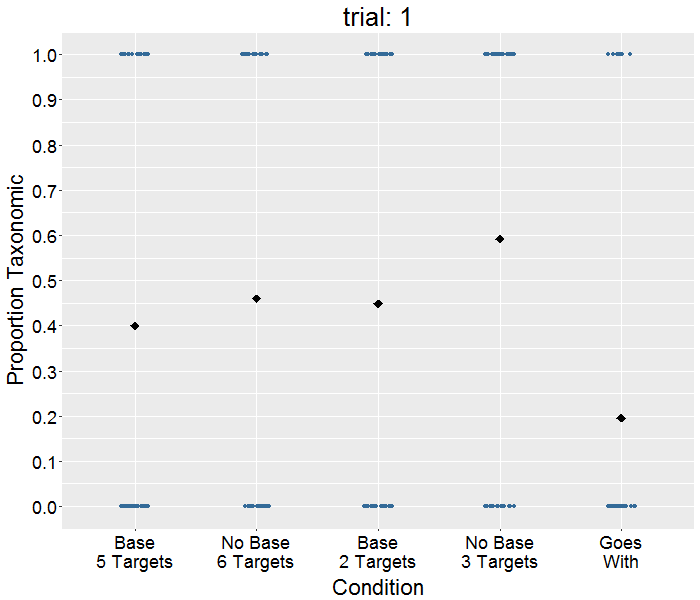 trial: 1
Proportion Taxonomic
1.0
0.9
0.8
0.7
0.6
0.5
0.4
0.3
0.2
0.1
0.0
Base
5 Targets
No Base
6 Targets
Base
2 Targets
No Base
3 Targets
Goes
With
Condition